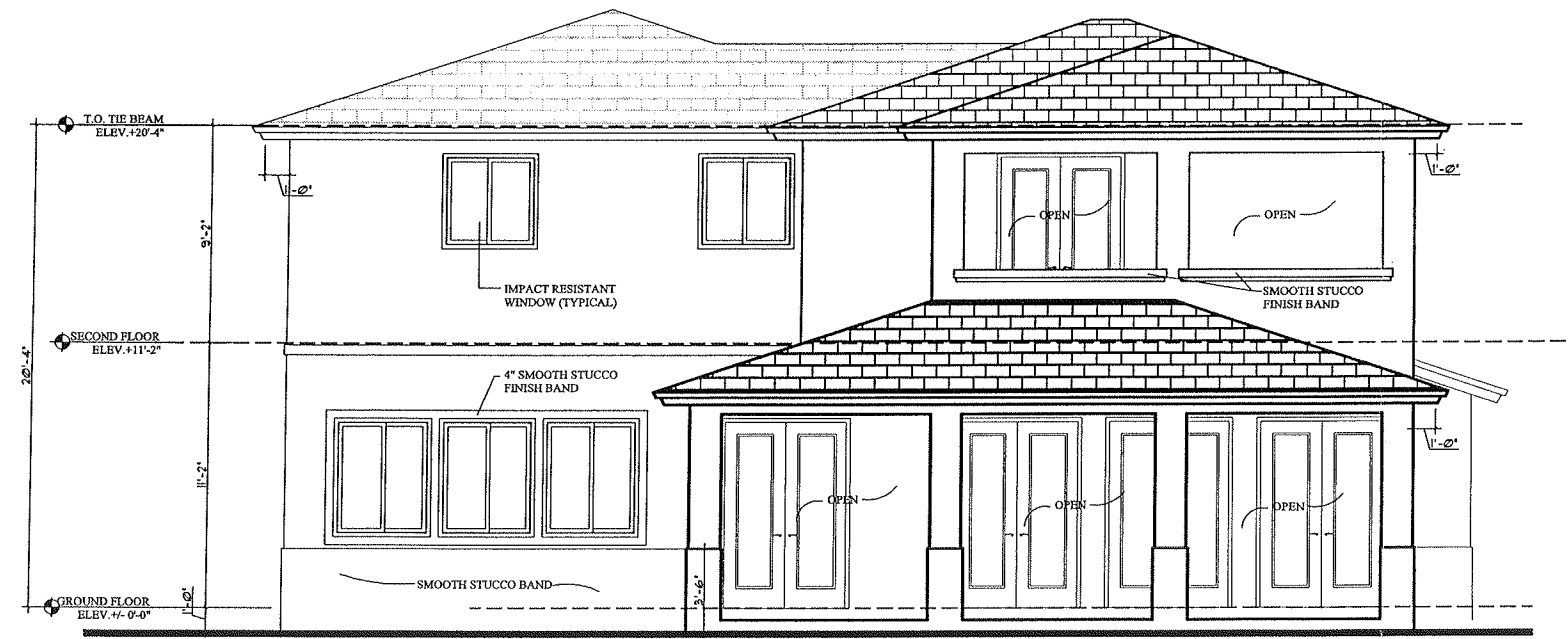 T.O. TIE BEAM
ELEV.+20'-4"
1'-0"
1'-0"
9'-2"
OPEN
OPEN
IMPACT RESISTANT
WINDOW (TYPICAL)
SMOOTH STUCCO
FINISH BAND
SECOND FLOOR
ELEV.+11'-2"
20'-4"
4" SMOOTH STUCCO
FINISH BAND
1'-0"
11'-2"
OPEN
OPEN
OPEN
SMOOTH STUCCO BAND
3'-6"
GROUND FLOOR
ELEV.+/- 0'-0"
1'-0"